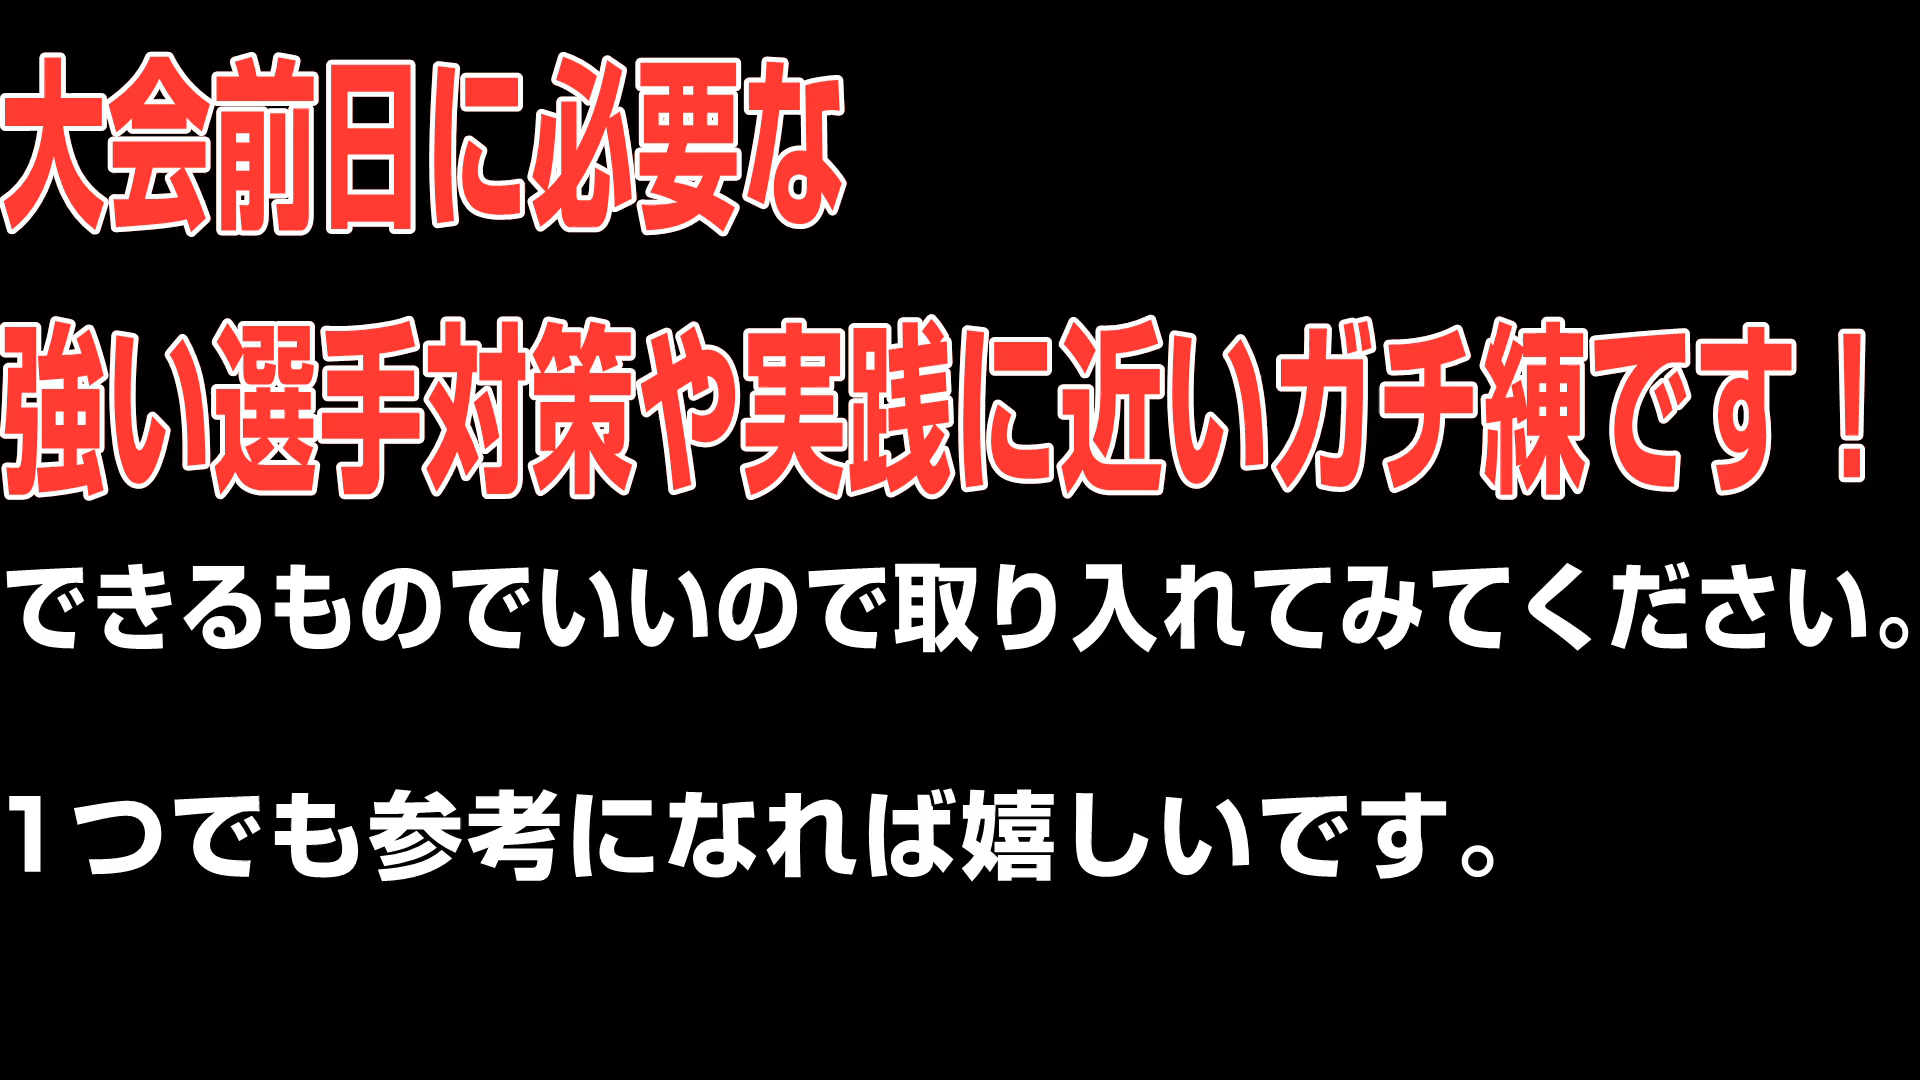 大会前日に必要な
強い選手対策や実践に近いガチ練です！
できるものでいいので取り入れてみてください。
１つでも参考になれば嬉しいです。